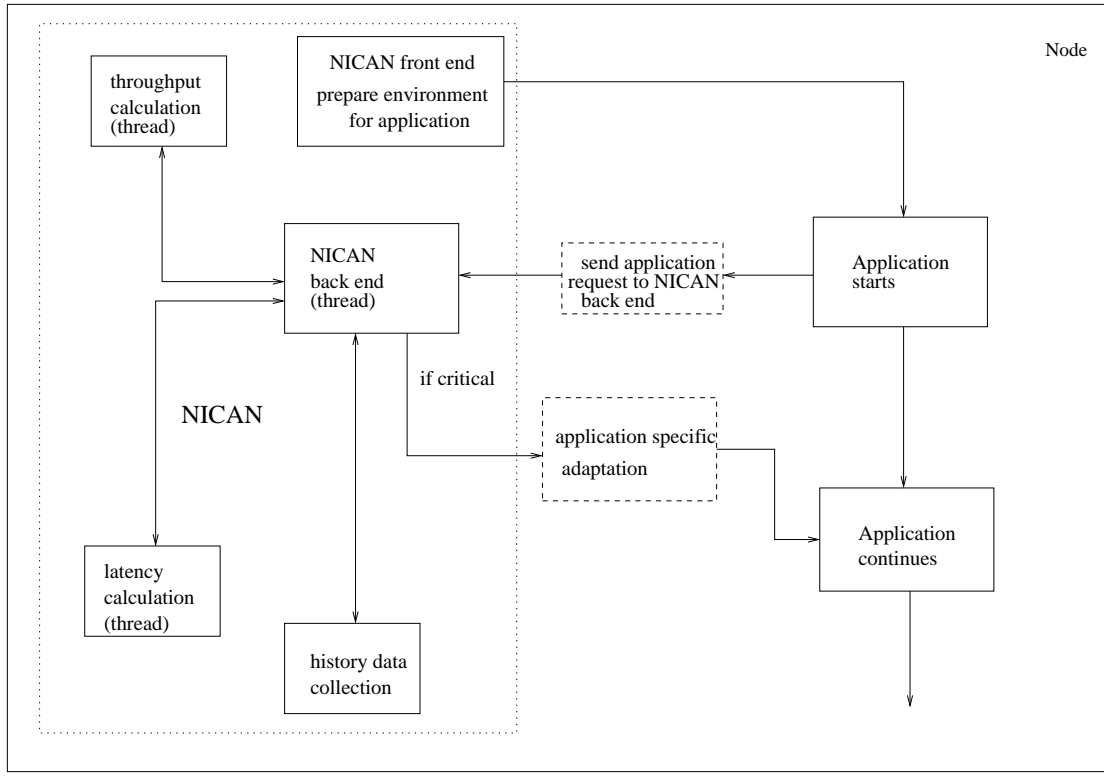 NICAN front end
prepare environment
for application
Node
throughput
calculation
(thread)
NICAN
back end
(thread)
send application
request to NICAN
back end
Application
starts
if critical
NICAN
application specific
adaptation
Application
continues
latency
calculation
(thread)
history data
collection